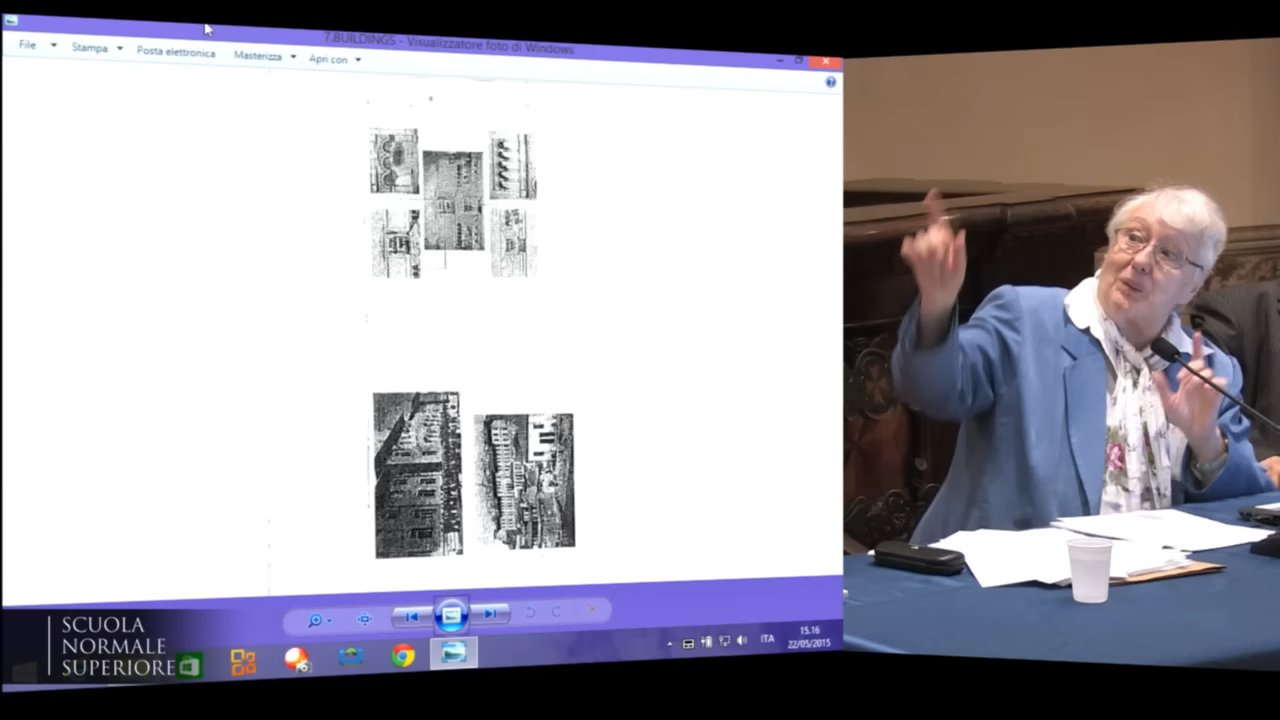 7.BUILDINGS - Visualizzatore foto di Windows
File Stampa Posta elettronica Masterizza Apri con
ITA
15.16
22/05/2015
SCUOLA
NORMALE
SUPERIORE